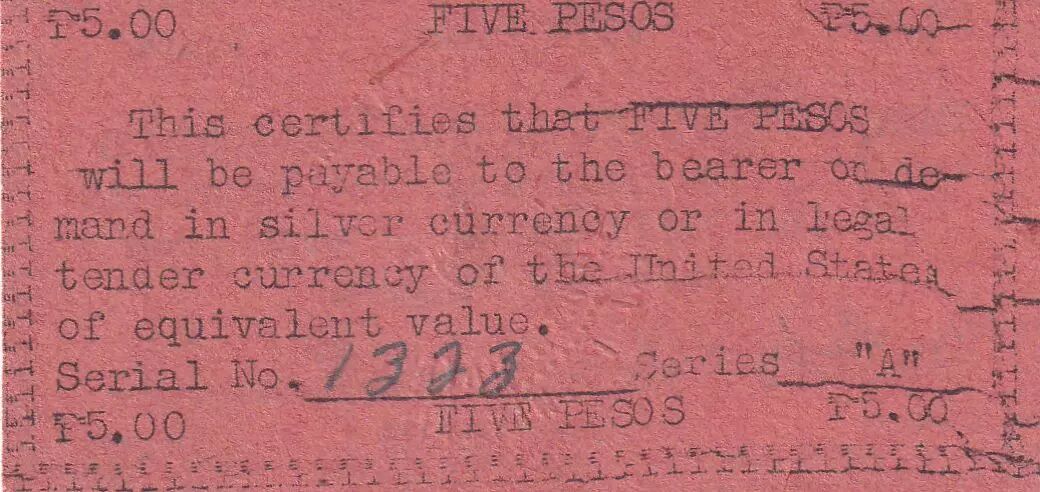 ₱5.00 FIVE PESOS ₱5.00
This certifies that FIVE PESOS
will be payable to the bearer on de-
mand in silver currency or in legal
tender currency of the United States
of equivalent value.
Serial No. 1323 Series "A"
₱5.00 FIVE PESOS ₱5.00